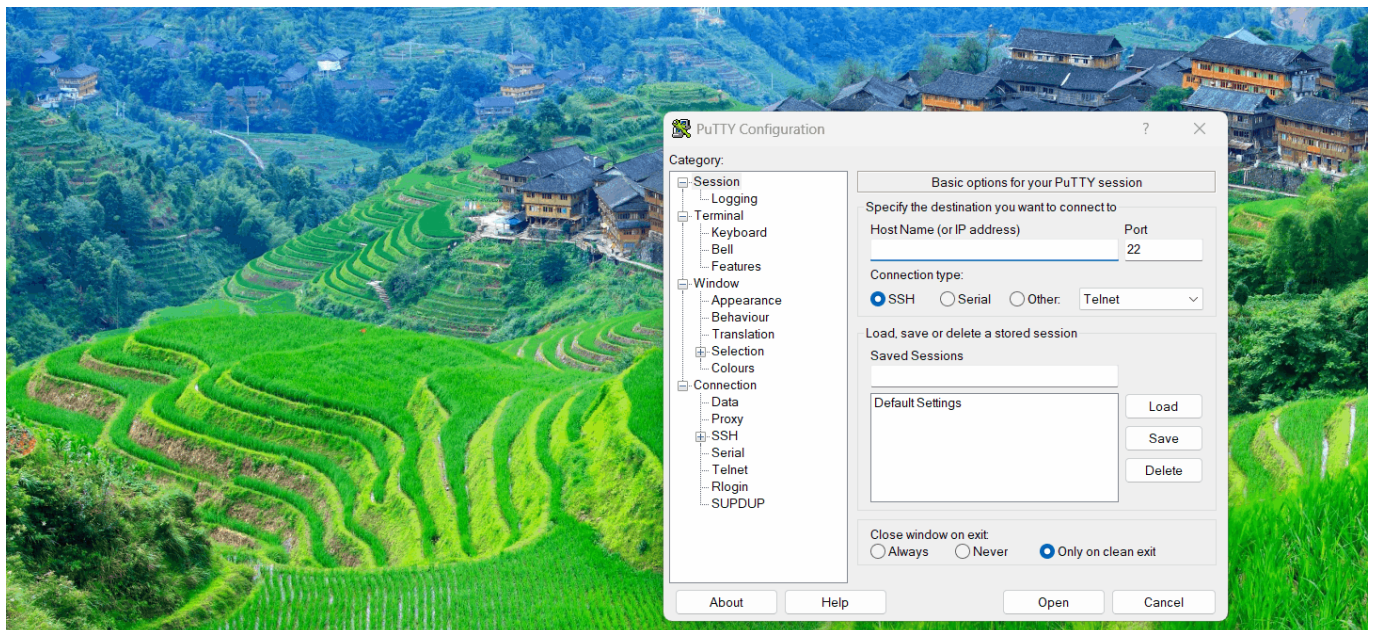 PuTTY Configuration
Category:
Session
Logging
Terminal
Keyboard
Bell
Features
Window
Appearance
Behaviour
Translation
Selection
Colours
Connection
Data
Proxy
SSH
Serial
Telnet
Rlogin
SUPDUP
Basic options for your PuTTY session
Specify the destination you want to connect to
Host Name (or IP address) Port
22
Connection type:
SSH Serial Other: Telnet
Load, save or delete a stored session
Saved Sessions
Default Settings
Load
Save
Delete
Close window on exit:
Always Never Only on clean exit
About Help Open Cancel